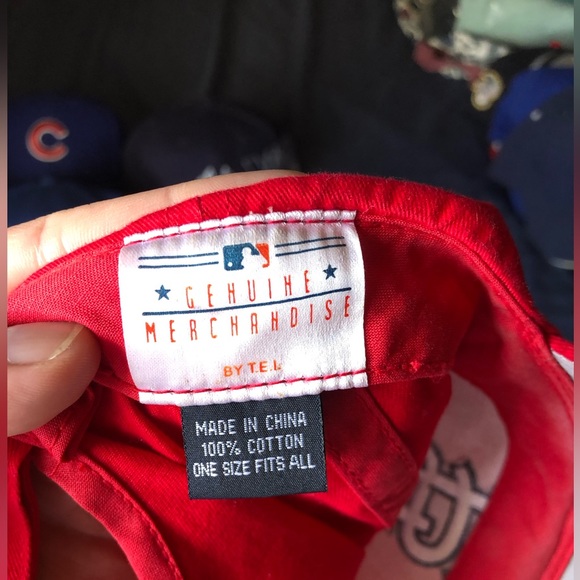 C
GENUINE
MERCHANDISE
BY T.E.I.
MADE IN CHINA
100% COTTON
ONE SIZE FITS ALL